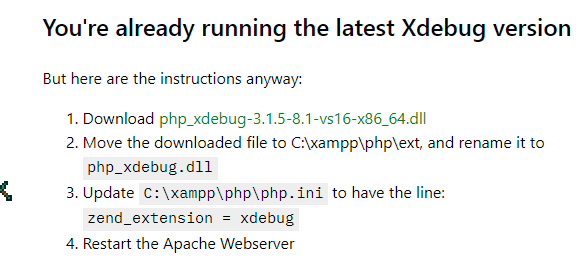 You're already running the latest Xdebug version
But here are the instructions anyway:
1. Download php_xdebug-3.1.5-8.1-vs16-x86_64.dll
2. Move the downloaded file to C:\xampp\php\ext, and rename it to
php_xdebug.dll
3. Update C:\xampp\php\php.ini to have the line:
zend_extension = xdebug
4. Restart the Apache Webserver